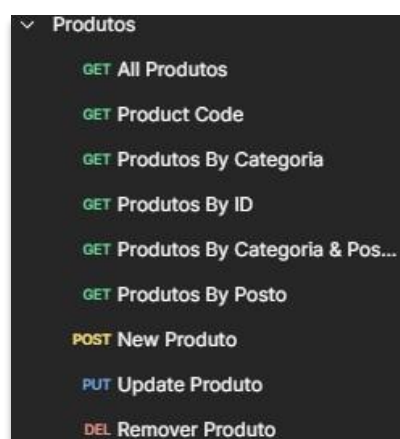 Produtos
GET All Produtos
GET Product Code
GET Produtos By Categoria
GET Produtos By ID
GET Produtos By Categoria & Pos...
GET Produtos By Posto
POST New Produto
PUT Update Produto
DEL Remover Produto